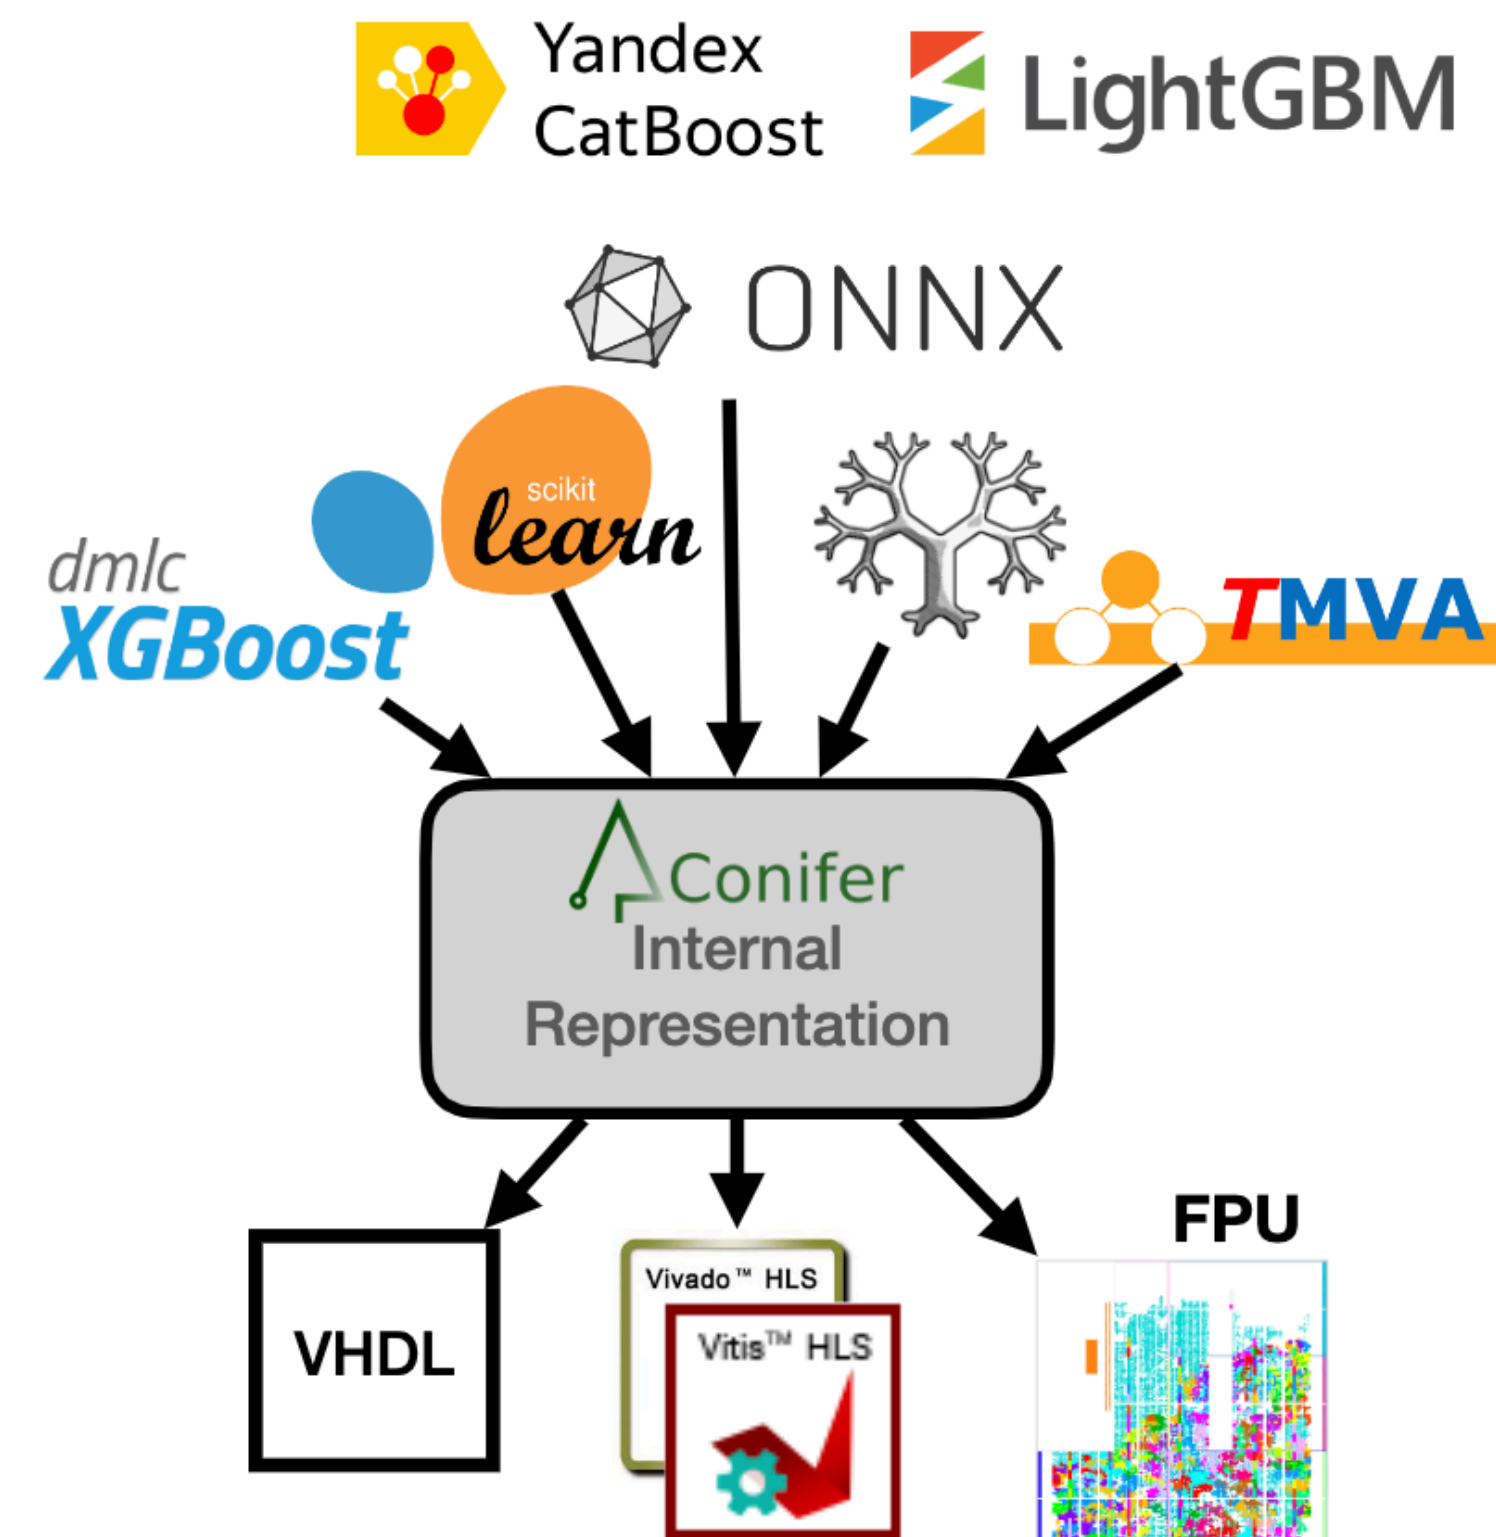 Yandex
CatBoost
LightGBM
ONNX
scikit
learn
dmlc
XGBoost
TMVA
Conifer
Internal
Representation
FPU
VHDL
Vivado™ HLS
Vitis™ HLS